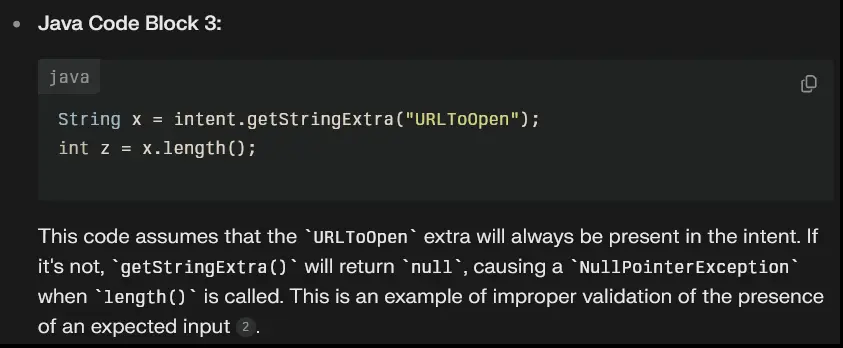 • Java Code Block 3:
java
String x = intent.getStringExtra("URLToOpen");
int z = x.length();
This code assumes that the `URLToOpen` extra will always be present in the intent. If
it's not, `getStringExtra()` will return `null`, causing a `NullPointerException`
when `length()` is called. This is an example of improper validation of the presence
of an expected input 2.